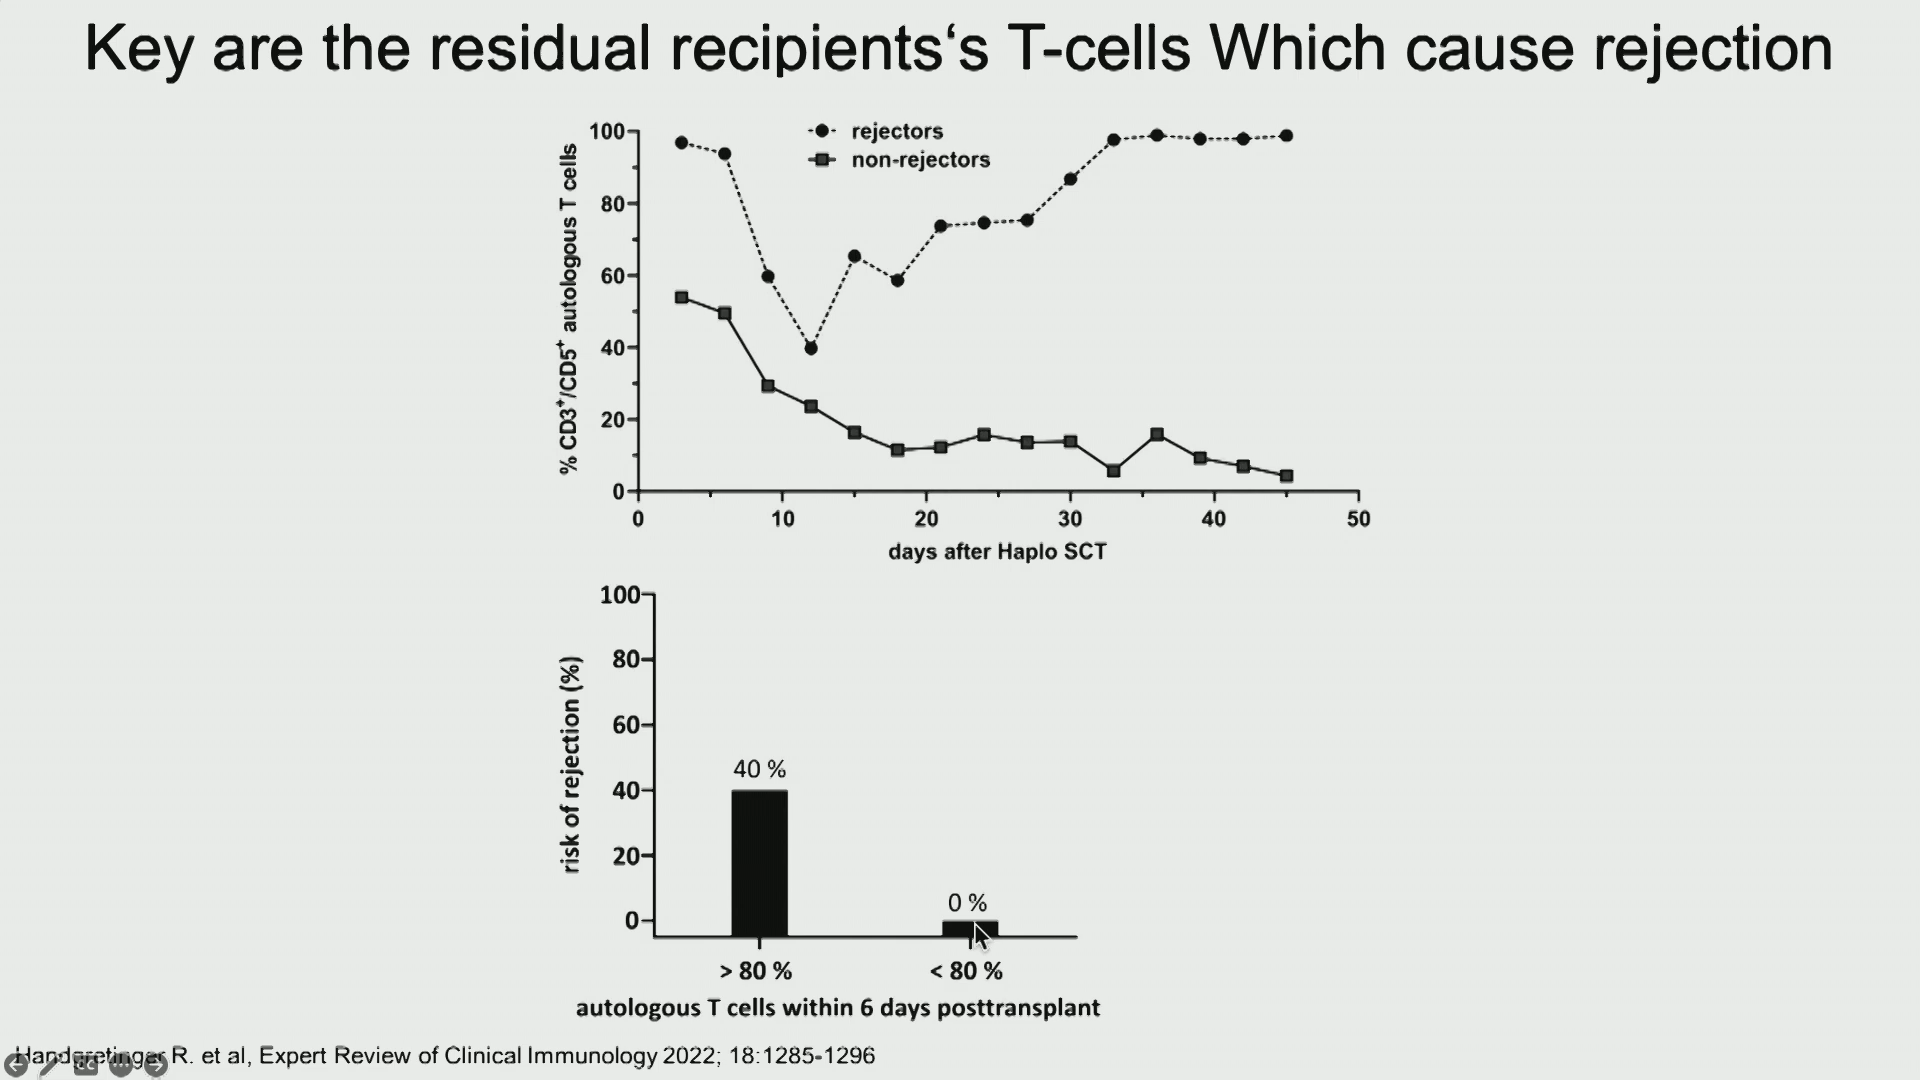 Key are the residual recipients‘s T-cells Which cause rejection
rejectors
non-rejectors
% CD3+/CD5+ autologous T cells
100
80
60
40
20
0
0 10 20 30 40 50
days after Haplo SCT
risk of rejection (%)
100
80
60
40
20
0
40 %
0 %
> 80 % < 80 %
autologous T cells within 6 days posttransplant
Handgretinger R. et al, Expert Review of Clinical Immunology 2022; 18:1285-1296